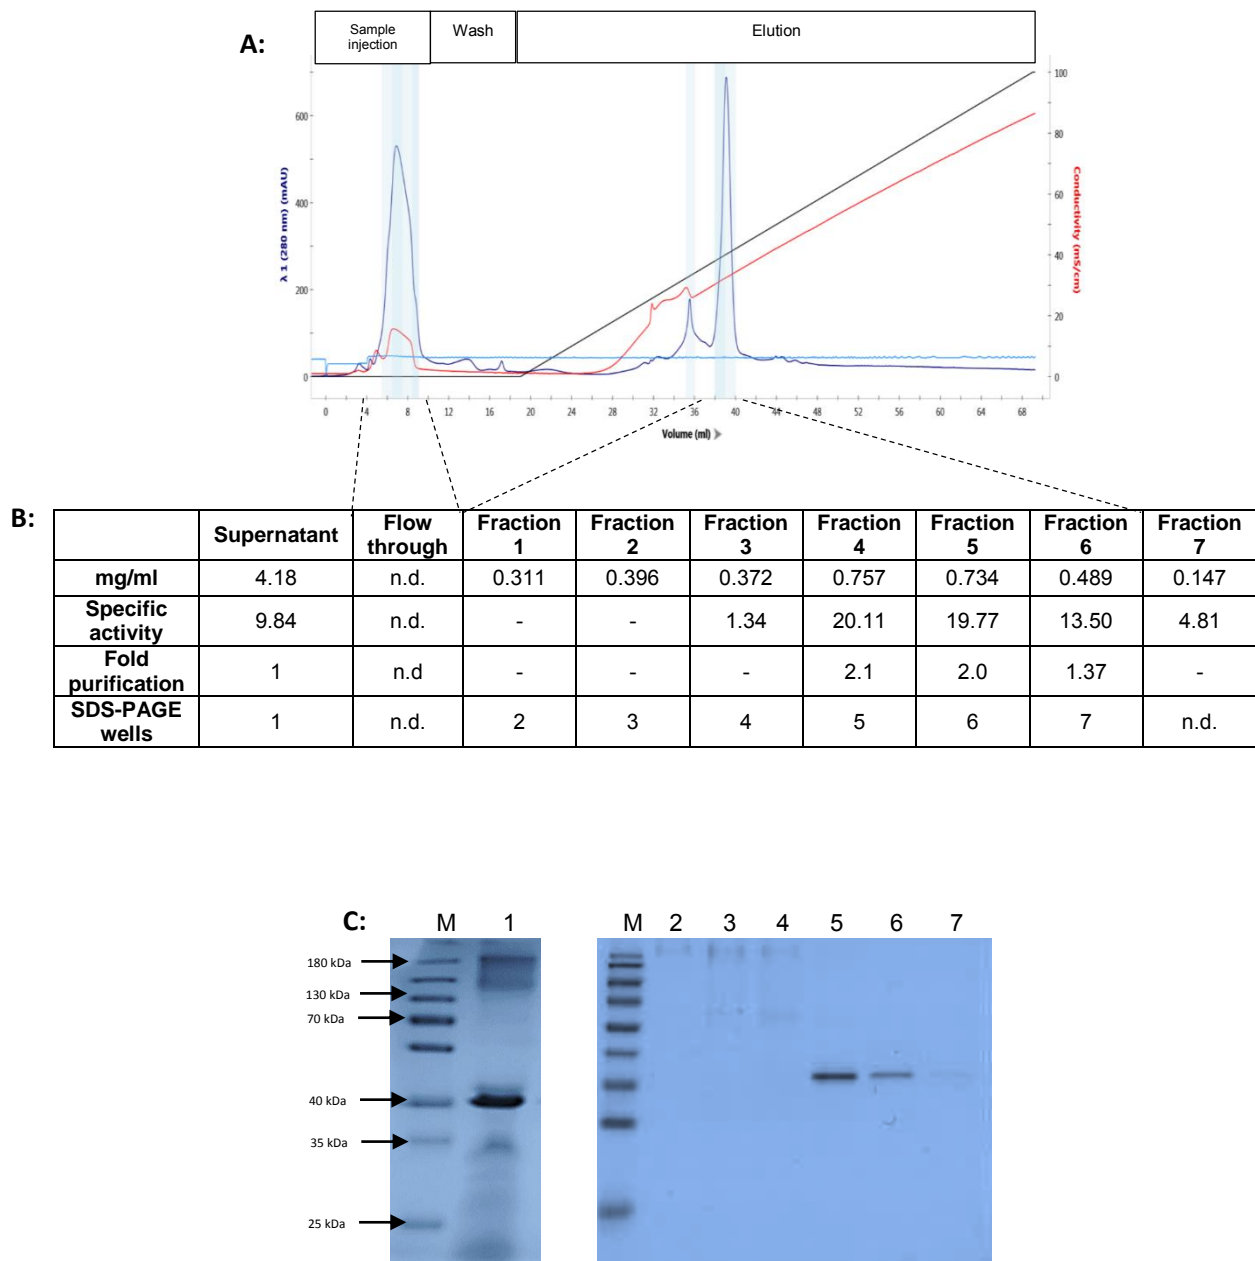 A:
Sample
injection
Wash
Elution
600
400
200
0
λ 1 (280 nm) (mAU)
100
80
60
40
20
0
Conductivity (mS/cm)
0 4 8 12 16 20 24 28 32 36 40 44 48 52 56 60 64 68
Volume (ml)
B:
Supernatant Flow through Fraction 1 Fraction 2 Fraction 3 Fraction 4 Fraction 5 Fraction 6 Fraction 7
mg/ml 4.18 n.d. 0.311 0.396 0.372 0.757 0.734 0.489 0.147
Specific activity 9.84 n.d. - - 1.34 20.11 19.77 13.50 4.81
Fold purification 1 n.d - - - 2.1 2.0 1.37 -
SDS-PAGE wells 1 n.d. 2 3 4 5 6 7 n.d.
C: M 1 M 2 3 4 5 6 7
180 kDa
130 kDa
70 kDa
40 kDa
35 kDa
25 kDa